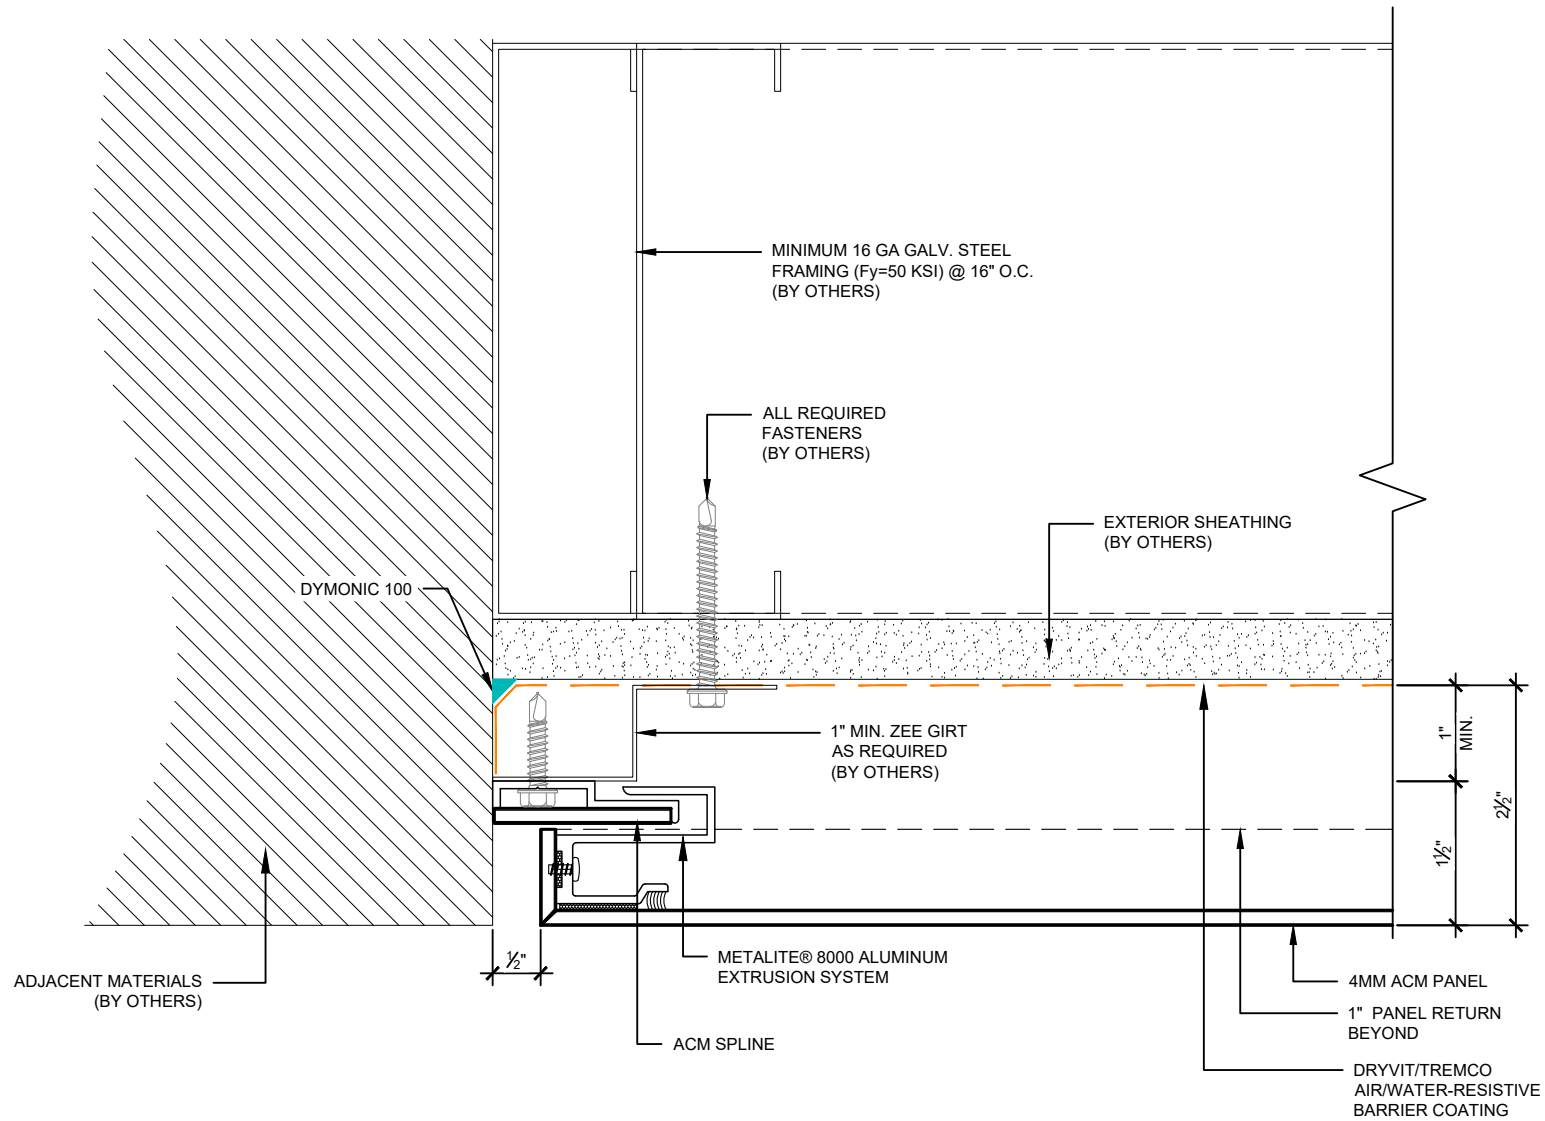 MINIMUM 16 GA GALV. STEEL
FRAMING (Fy=50 KSI) @ 16" O.C.
(BY OTHERS)
ALL REQUIRED
FASTENERS
(BY OTHERS)
EXTERIOR SHEATHING
(BY OTHERS)
DYMONIC 100
1" MIN. ZEE GIRT
AS REQUIRED
(BY OTHERS)
1"
MIN.
2½"
1½"
½"
METALITE® 8000 ALUMINUM
EXTRUSION SYSTEM
ADJACENT MATERIALS
(BY OTHERS)
4MM ACM PANEL
1" PANEL RETURN
BEYOND
ACM SPLINE
DRYVIT/TREMCO
AIR/WATER-RESISTIVE
BARRIER COATING